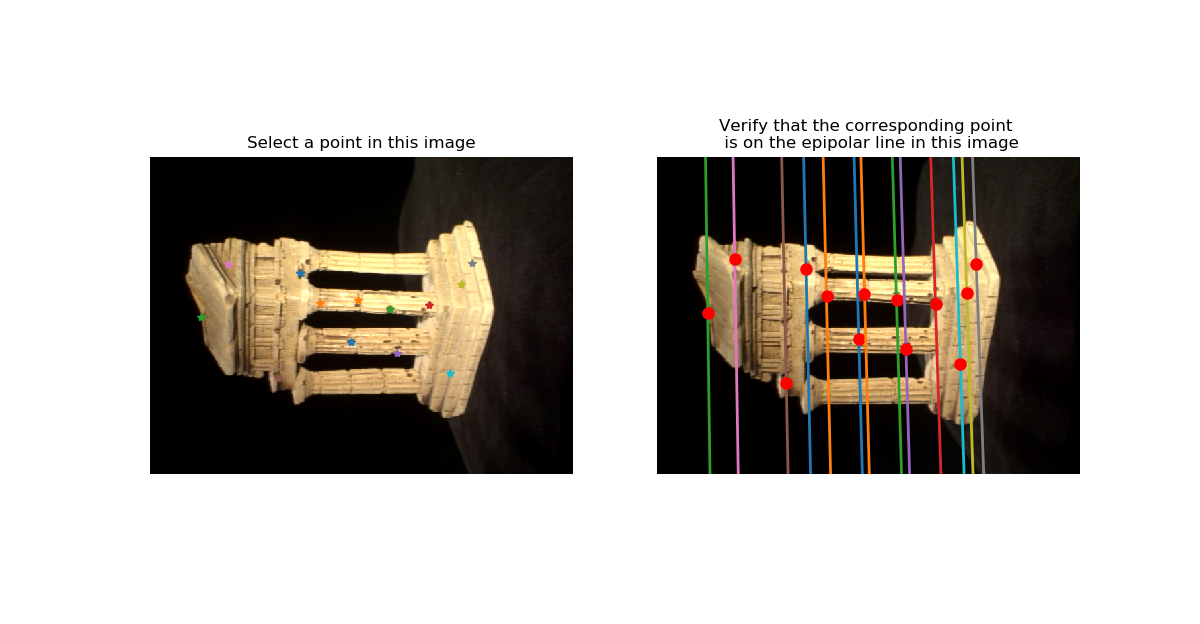 Select a point in this image
Verify that the corresponding point
is on the epipolar line in this image